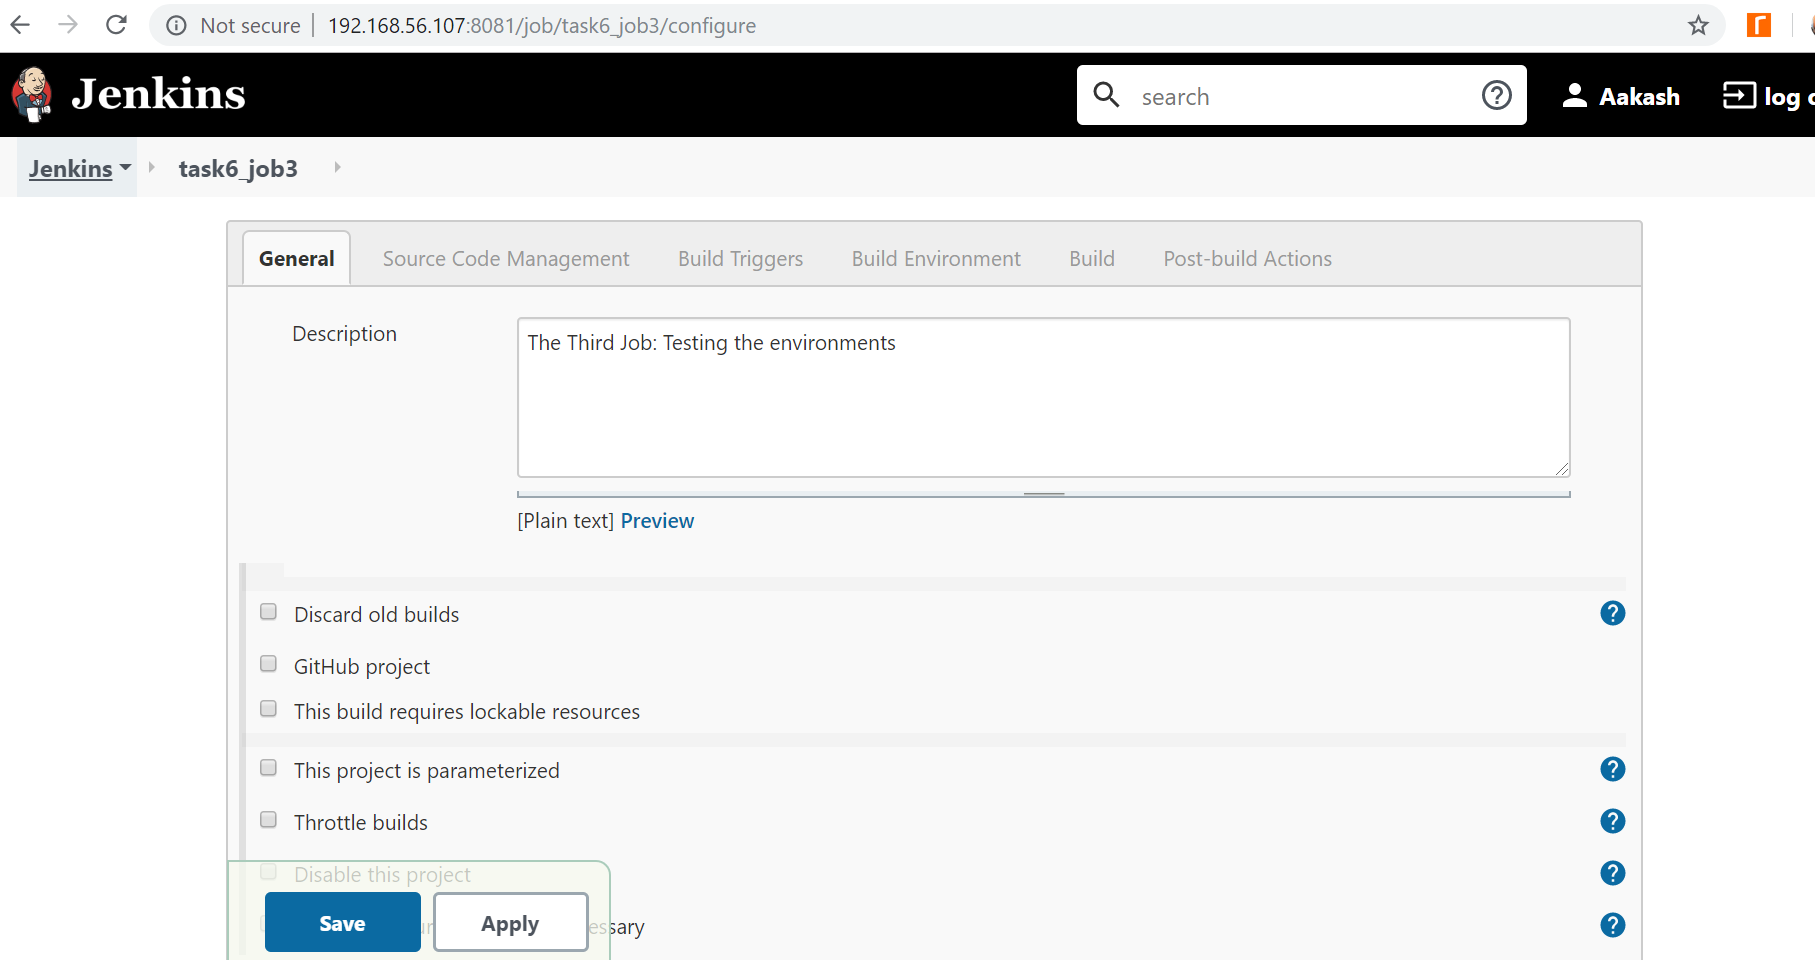 Not secure | 192.168.56.107:8081/job/task6_job3/configure
Jenkins
search
Aakash
log
Jenkins
task6_job3
General Source Code Management Build Triggers Build Environment Build Post-build Actions
Description
The Third Job: Testing the environments
[Plain text] Preview
Discard old builds
GitHub project
This build requires lockable resources
This project is parameterized
Throttle builds
Disable this project
Save
Apply